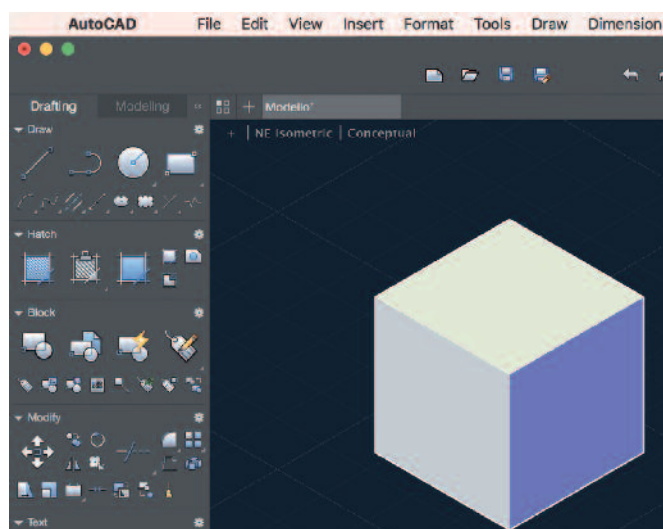 AutoCAD File Edit View Insert Format Tools Draw Dimension
Drafting Modeling
Modelin*
+ | NE Isometric | Conceptual
Draw
Hatch
Block
Modify
Text